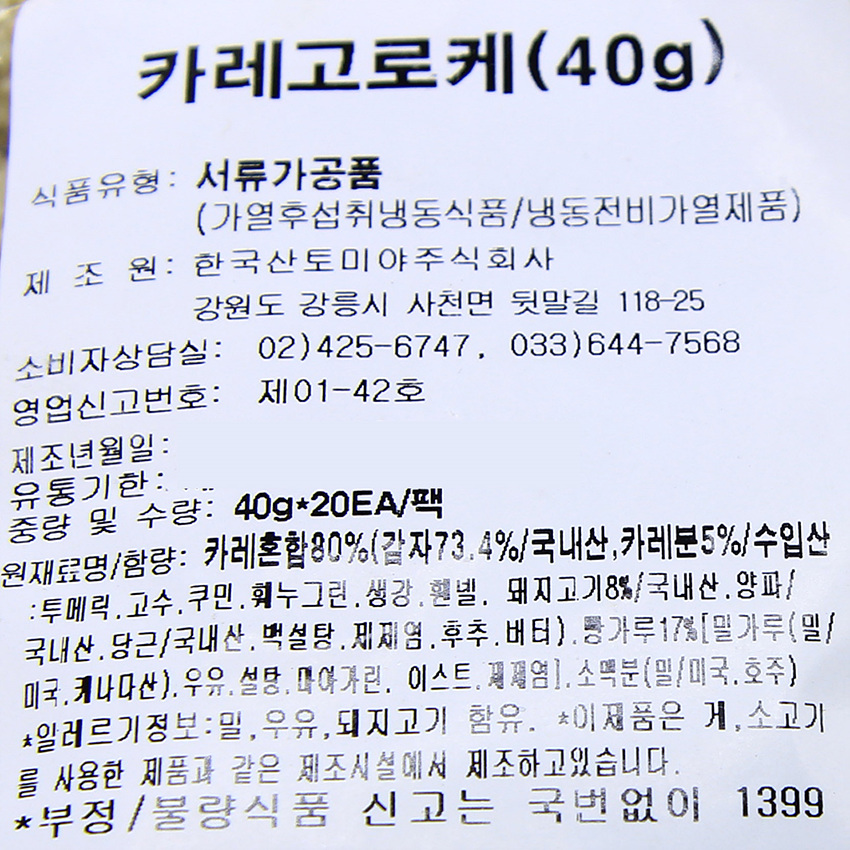 카레고로케(40g)
식품유형: 서류가공품
(가열후섭취냉동식품/냉동전비가열제품)
제 조 원: 한국산토미야주식회사
강원도 강릉시 사천면 뒷말길 118-25
소비자상담실: 02)425-6747, 033)644-7568
영업신고번호: 제01-42호
제조년월일:
유통기한:
중량 및 수량: 40g*20EA/팩
원재료명/함량: 카레혼합80%(감자73.4%/국내산,카레분5%/수입산
:투메릭.고수.쿠민.훼누그린.생강.휀넬. 돼지고기8%/국내산.양파/
국내산.당근/국내산.백설탕.제제염.후추.버터).빵가루17%[밀가루(밀/
미국.캐나다산).우유.설탕.마야가린. 이스트.제제염].소맥분(밀/미국.호주)
*알레르기정보:밀,우유,돼지고기 함유. *이제품은 게,소고기
를 사용한 제품과 같은 제조시설에서 제조하고있습니다.
*부정/불량식품 신고는 국번없이 1399